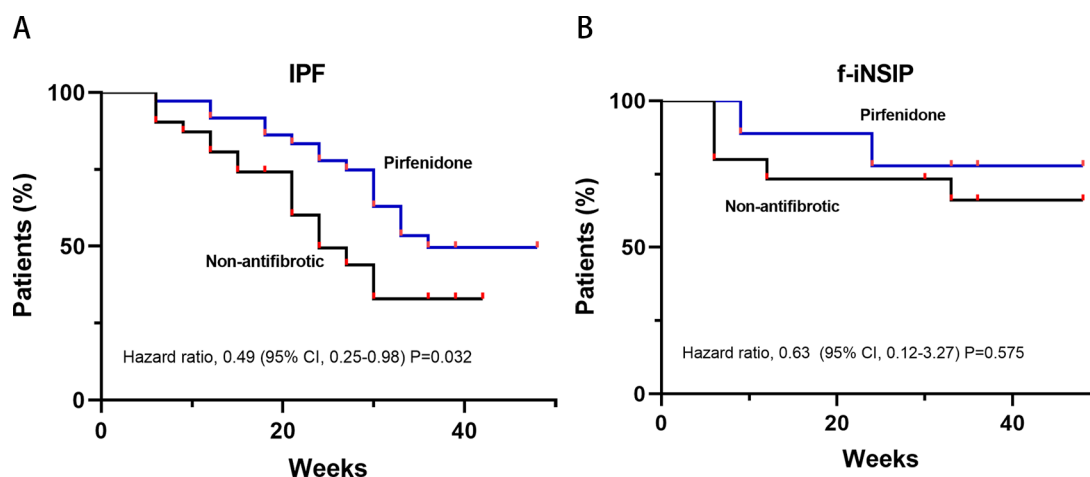 A
IPF
100
50
0
Patients (%)
Pirfenidone
Non-antifibrotic
Hazard ratio, 0.49 (95% CI, 0.25-0.98) P=0.032
0 20 40
Weeks
B
f-iNSIP
100
50
0
Patients (%)
Pirfenidone
Non-antifibrotic
Hazard ratio, 0.63 (95% CI, 0.12-3.27) P=0.575
0 20 40
Weeks